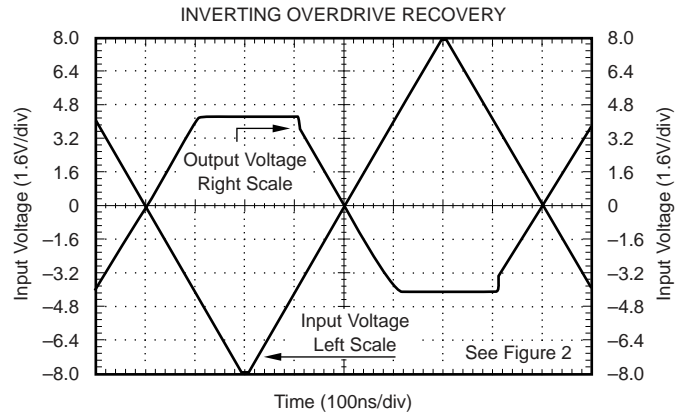 INVERTING OVERDRIVE RECOVERY
8.0
6.4
4.8
3.2
1.6
0
–1.6
–3.2
–4.8
–6.4
–8.0
Input Voltage (1.6V/div)
Output Voltage
Right Scale
Input Voltage
Left Scale
See Figure 2
8.0
6.4
4.8
3.2
1.6
0
–1.6
–3.2
–4.8
–6.4
–8.0
Input Voltage (1.6V/div)
Time (100ns/div)